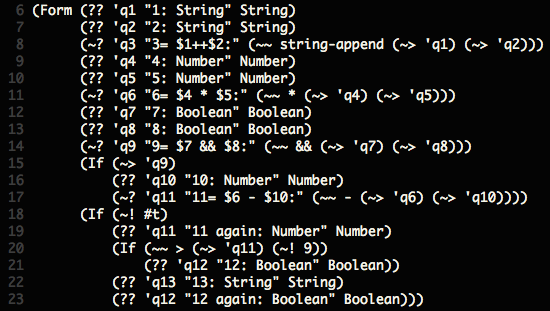 6 (Form (?? 'q1 "1: String" String)
7       (?? 'q2 "2: String" String)
8       (~? 'q3 "3= $1++$2:" (~~ string-append (~> 'q1) (~> 'q2)))
9       (?? 'q4 "4: Number" Number)
10       (?? 'q5 "5: Number" Number)
11       (~? 'q6 "6= $4 * $5:" (~~ * (~> 'q4) (~> 'q5)))
12       (?? 'q7 "7: Boolean" Boolean)
13       (?? 'q8 "8: Boolean" Boolean)
14       (~? 'q9 "9= $7 && $8:" (~~ && (~> 'q7) (~> 'q8)))
15       (If (~> 'q9)
16           (?? 'q10 "10: Number" Number)
17           (~? 'q11 "11= $6 - $10:" (~~ - (~> 'q6) (~> 'q10))))
18       (If (~! #t)
19           (?? 'q11 "11 again: Number" Number)
20           (If (~~ > (~> 'q11) (~! 9))
21               (?? 'q12 "12: Boolean" Boolean))
22           (?? 'q13 "13: String" String)
23           (?? 'q12 "12 again: Boolean" Boolean)))